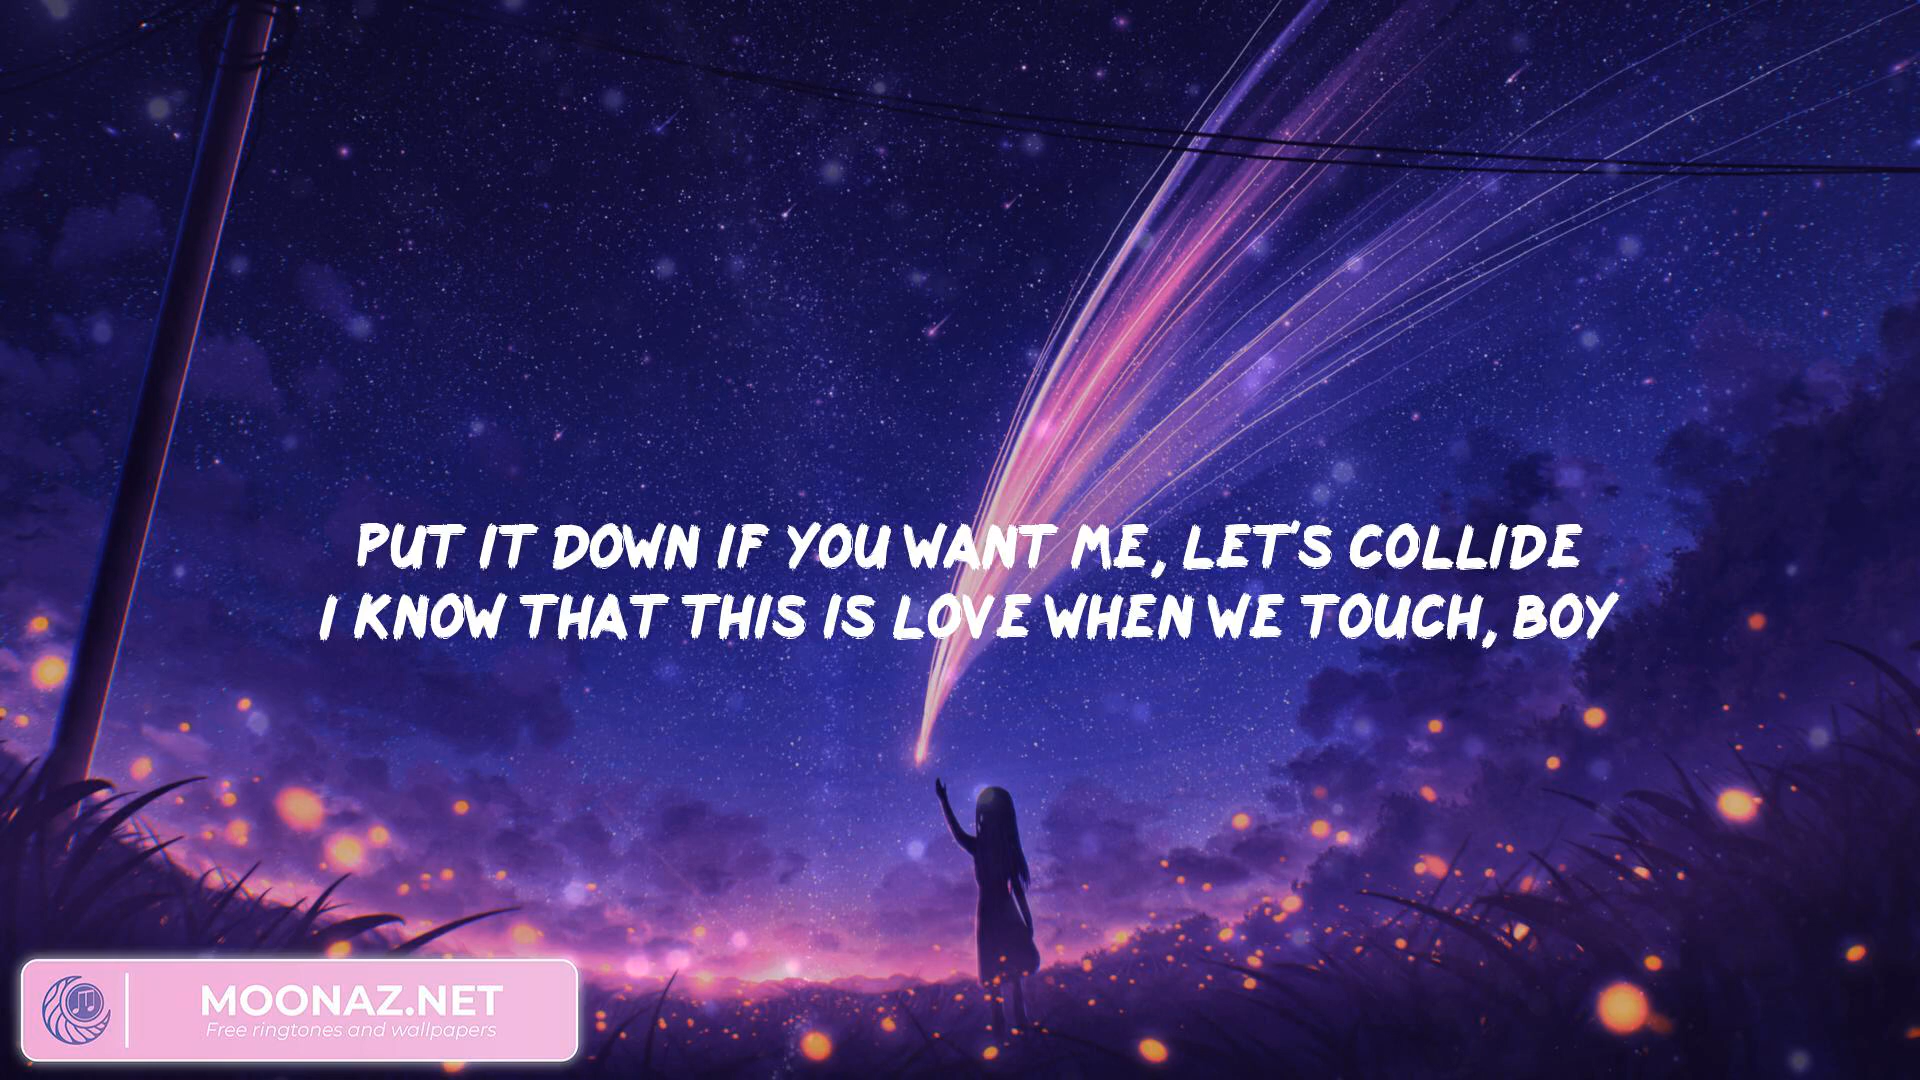 PUT IT DOWN IF YOU WANT ME, LET'S COLLIDE
I KNOW THAT THIS IS LOVE WHEN WE TOUCH, BOY
MOONAZ.NET
Free ringtones and wallpapers